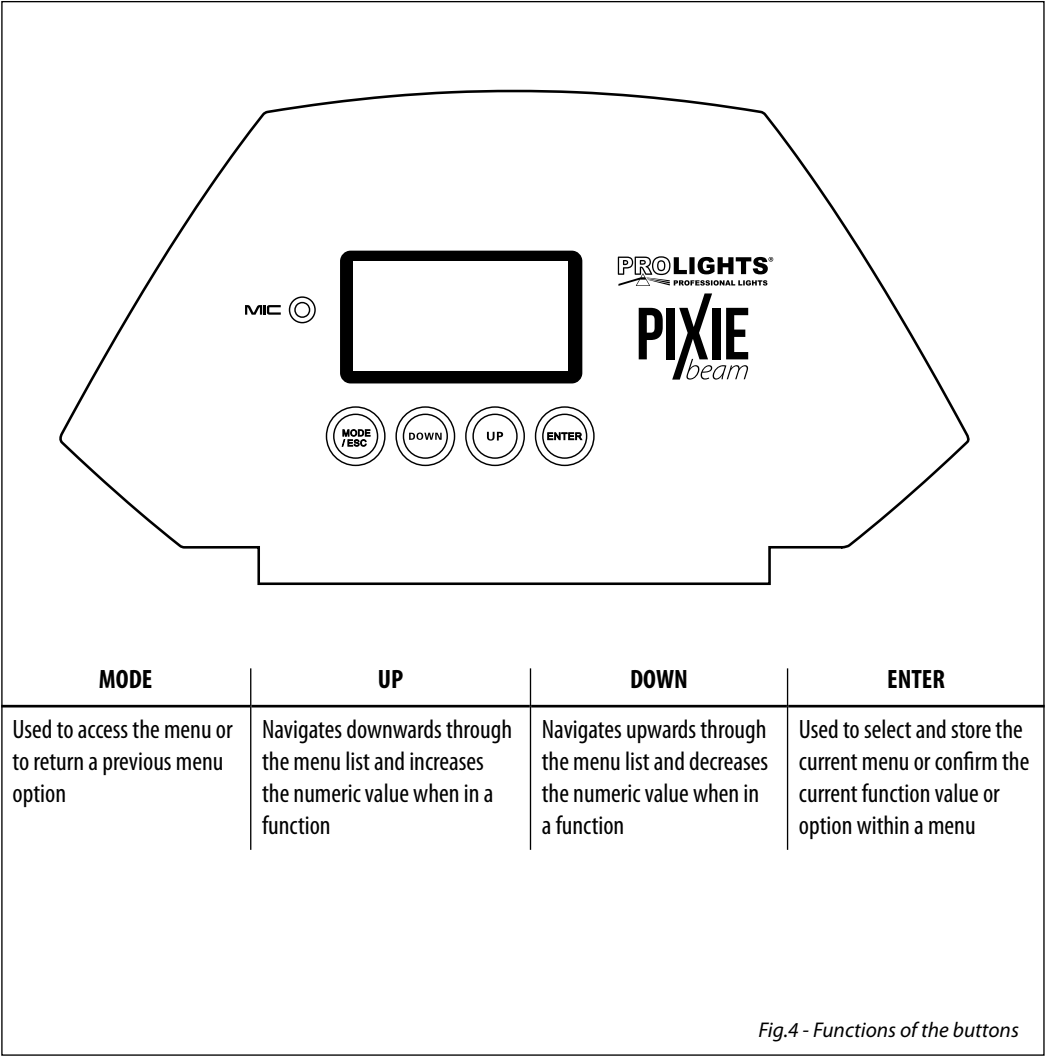 PROLIGHTS®
PROFESSIONAL LIGHTS
MIC
PIXIE
beam
MODE
/ESC
DOWN
UP
ENTER
MODE
UP
DOWN
ENTER
Used to access the menu or
to return a previous menu
option
Navigates downwards through
the menu list and increases
the numeric value when in a
function
Navigates upwards through
the menu list and decreases
the numeric value when in
a function
Used to select and store the
current menu or confirm the
current function value or
option within a menu
Fig.4 - Functions of the buttons